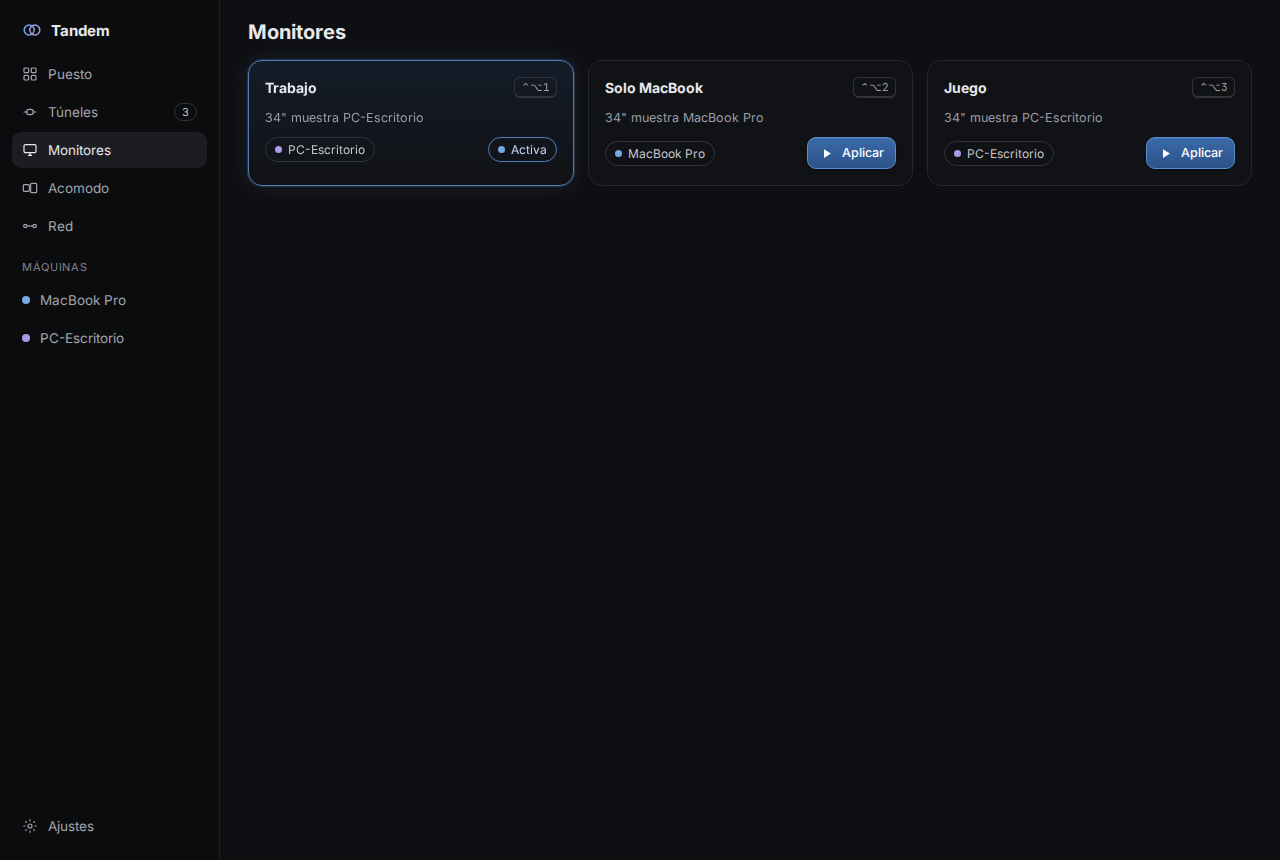 Tandem
Puesto
Túneles 3
Monitores
Acomodo
Red
MÁQUINAS
MacBook Pro
PC-Escritorio
Ajustes
Monitores
Trabajo ⌃⌥1
34" muestra PC-Escritorio
PC-Escritorio Activa
Solo MacBook ⌃⌥2
34" muestra MacBook Pro
MacBook Pro Aplicar
Juego ⌃⌥3
34" muestra PC-Escritorio
PC-Escritorio Aplicar